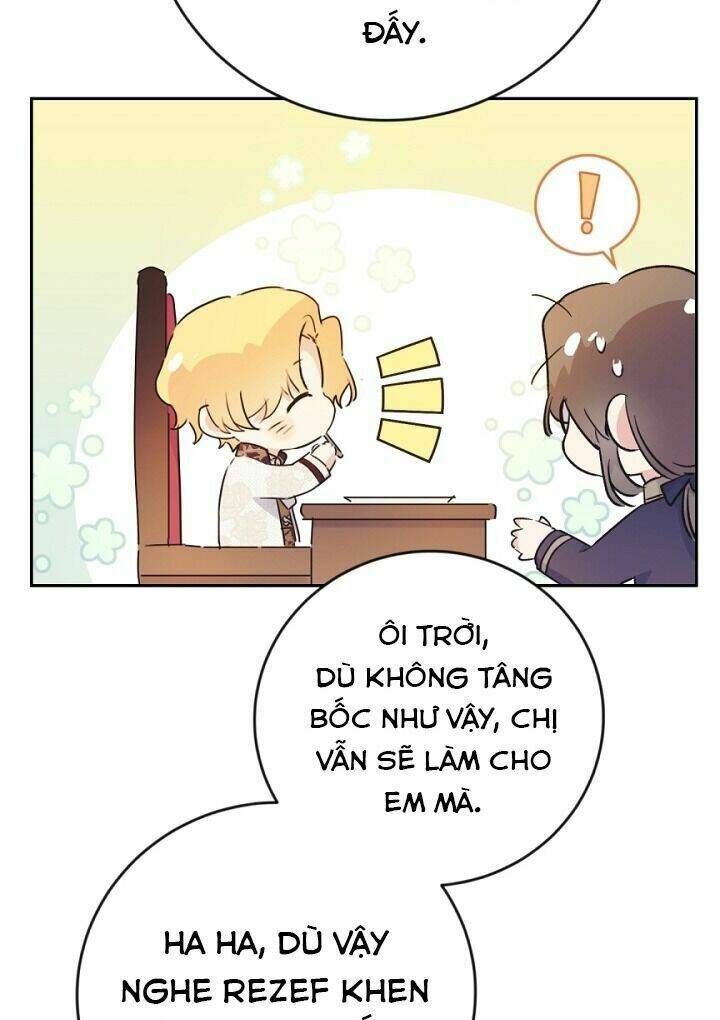 ĐẤY.
!
ÔI TRỜI,
DÙ KHÔNG TÂNG
BỐC NHƯ VẬY, CHỊ
VẪN SẼ LÀM CHO
EM MÀ.
HA HA, DÙ VẬY
NGHE REZEF KHEN